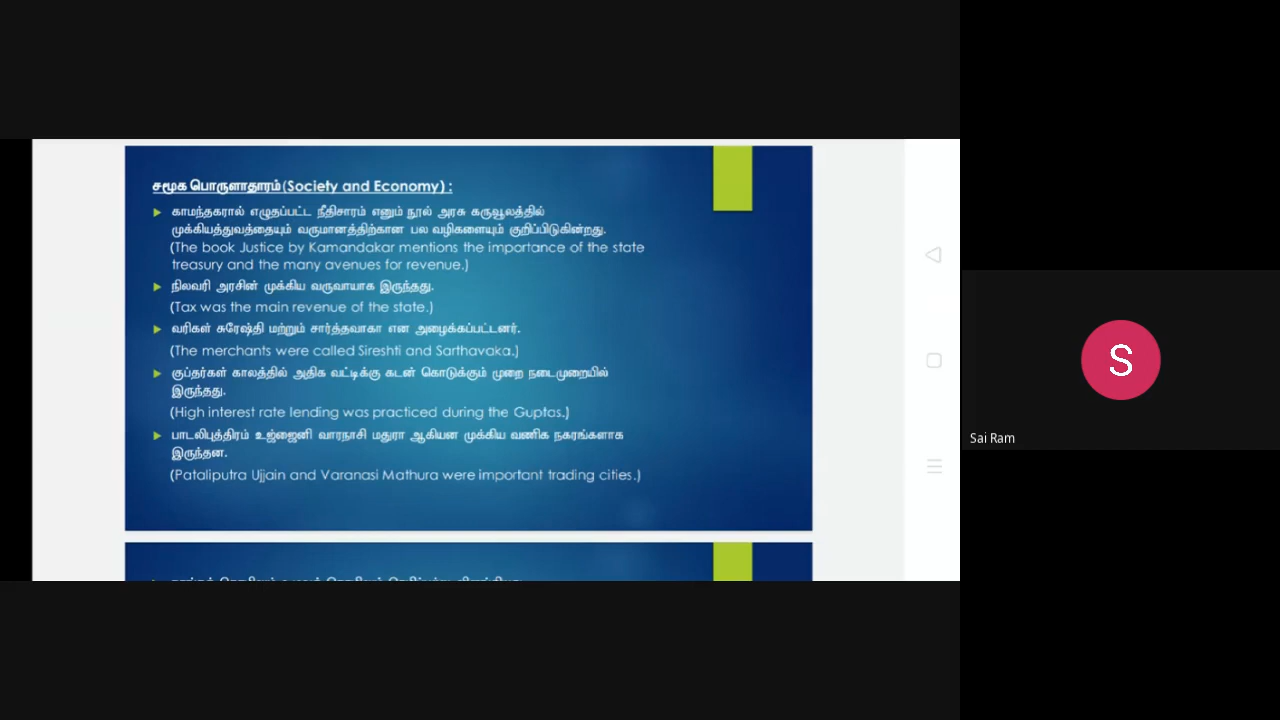 சமூக பொருளாதாரம்(Society and Economy) :
காமந்தகரால் எழுதப்பட்ட நீதிசாரம் எனும் நூல் அரசு கருவூலத்தில்
முக்கியத்துவத்தையும் வருமானத்திற்கான பல வழிகளையும் குறிப்பிடுகின்றது.
(The book Justice by Kamandakar mentions the importance of the state
treasury and the many avenues for revenue.)
நிலவரி அரசின் முக்கிய வருவாயாக இருந்தது.
(Tax was the main revenue of the state.)
வரிகள் சுரேஷ்தி மற்றும் சார்த்தவாகா என அழைக்கப்பட்டனர்.
(The merchants were called Sireshti and Sarthavaka.)
குப்தர்கள் காலத்தில் அதிக வட்டிக்கு கடன் கொடுக்கும் முறை நடைமுறையில்
இருந்தது.
(High interest rate lending was practiced during the Guptas.)
பாடலிபுத்திரம் உஜ்ஜைனி வாரநாசி மதுரா ஆகியன முக்கிய வணிக நகரங்களாக
இருந்தன.
(Pataliputra Ujjain and Varanasi Mathura were important trading cities.)
S
Sai Ram